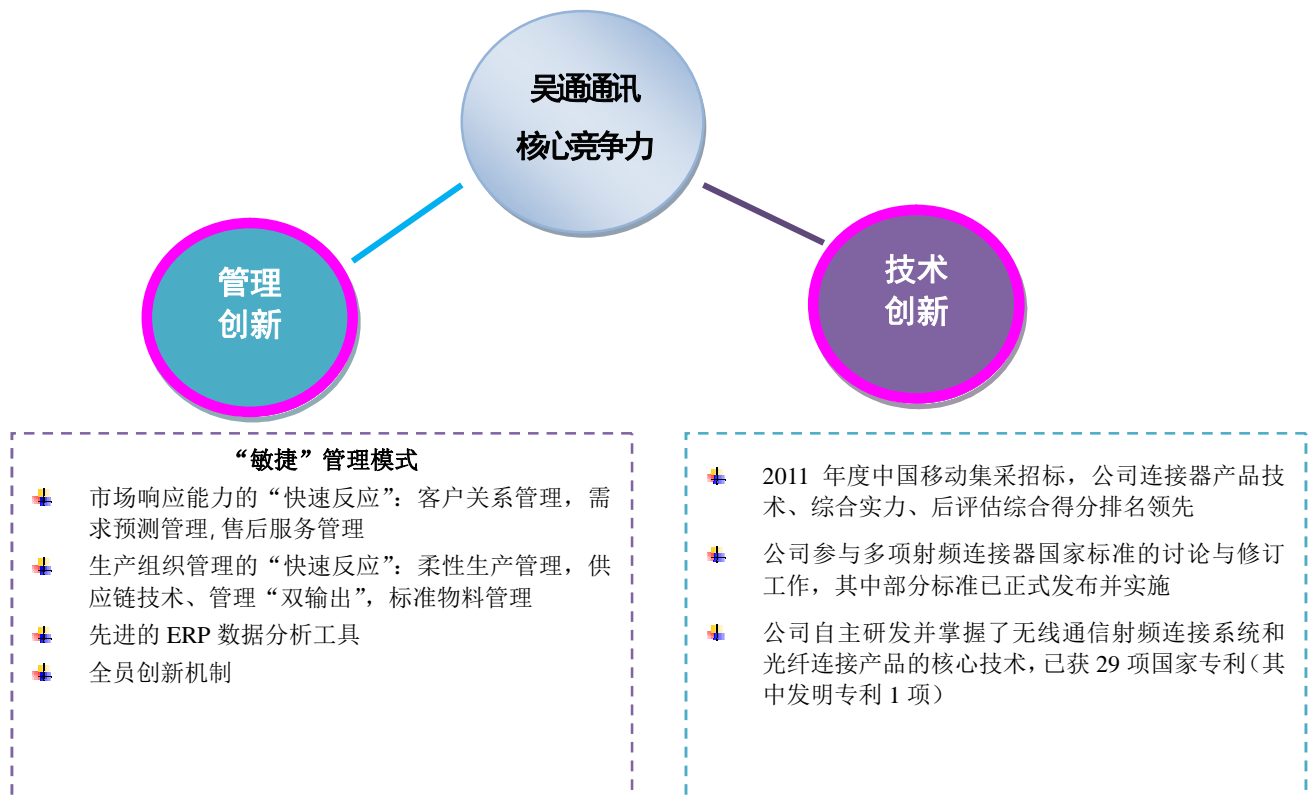 吴通通讯
核心竞争力
管理
创新
技术
创新
“敏捷”管理模式
市场响应能力的“快速反应”：客户关系管理，需
求预测管理,售后服务管理
生产组织管理的“快速反应”：柔性生产管理，供
应链技术、管理“双输出”，标准物料管理
先进的 ERP 数据分析工具
全员创新机制
2011 年度中国移动集采招标，公司连接器产品技
术、综合实力、后评估综合得分排名领先
公司参与多项射频连接器国家标准的讨论与修订
工作，其中部分标准已正式发布并实施
公司自主研发并掌握了无线通信射频连接系统和
光纤连接产品的核心技术，已获 29 项国家专利（其
中发明专利 1 项）